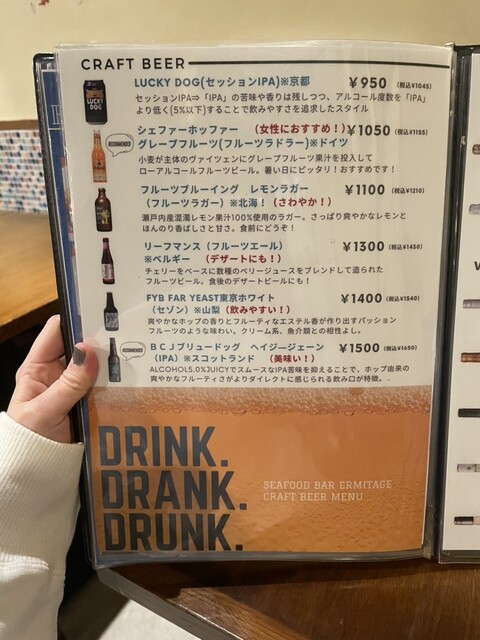 CRAFT BEER
LUCKY DOG(セッションIPA)※京都 ¥950 (税込¥1045)
セッションIPA⇨「IPA」の苦味や香りは残しつつ、アルコール度数を「IPA」
より低く(5%以下)することで飲みやすさを追求したスタイル
LUCKY DOG
シェファーホッファー (女性におすすめ!) ¥1050 (税込¥1155)
グレープフルーツ(フルーツラドラー)※ドイツ
RECOMMENDED
小麦が主体のヴァイツェンにグレープフルーツ果汁を投入して
ローアルコールフルーツビール。暑い日にピッタリ!おすすめです!
フルーツブルーイング レモンラガー ¥1100 (税込¥1210)
(フルーツラガー)※北海! (さわやか!)
瀬戸内産混濁レモン果汁100%使用のラガー。さっぱり爽やかなレモンと
ほんのり香ばしさと甘さ。食前にどうぞ!
リーフマンス(フルーツエール) ¥1300 (税込¥1430)
※ベルギー (デザートにも!)
チェリーをベースに数種のベリージュースをブレンドして造られた
フルーツビール。食後のデザートビールにも!
FYB FAR YEAST東京ホワイト ¥1400 (税込¥1540)
(セゾン)※山梨(飲みやすい!)
爽やかなホップの香りとフルーティなエステル香が作り出すパッション
フルーツのような味わい。クリーム系、魚介類との相性よし。
BCJブリュードッグ ヘイジージェーン ¥1500 (税込¥1650)
(IPA)※スコットランド (美味い!)
RECOMMENDED
ALCOHOL5.0%JUICYでスムースなIPA苦味を抑えることで、ホップ由来の
爽やかなフルーティさがよりダイレクトに感じられる飲み口が特徴。
DRINK.
DRANK.
DRUNK.
SEAFOOD BAR ERMITAGE
CRAFT BEER MENU